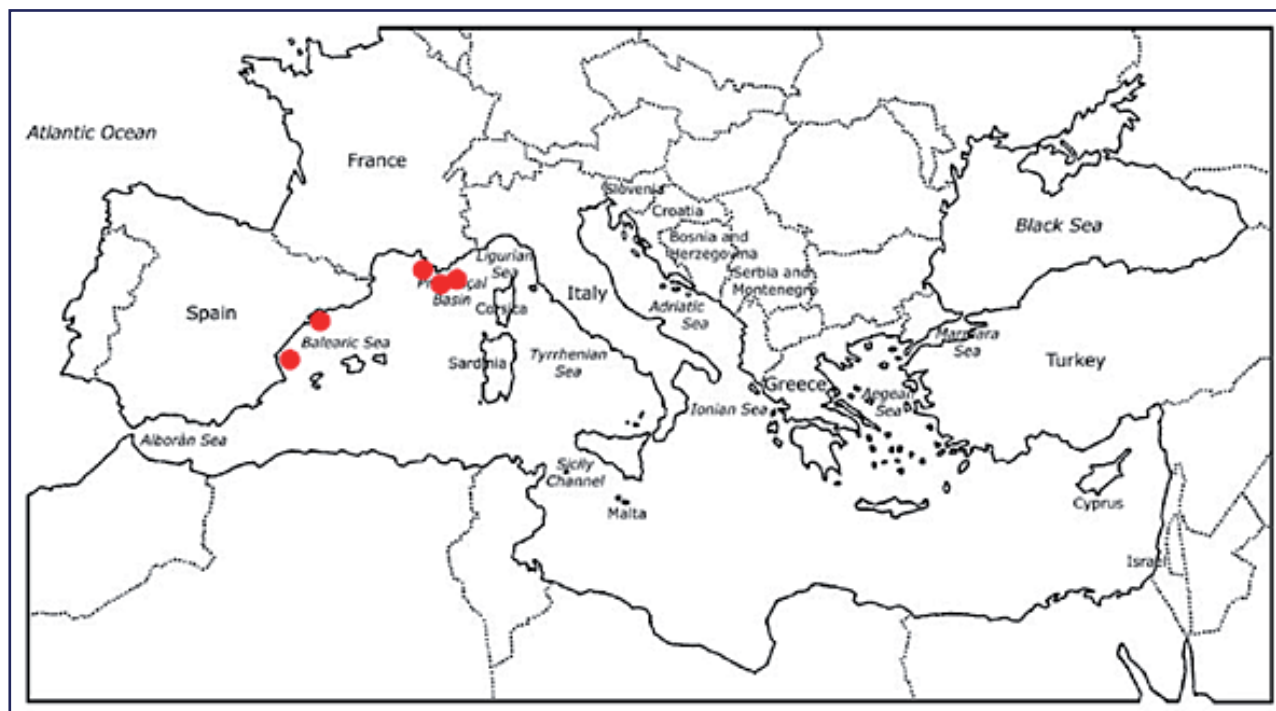 Atlantic Ocean
France
Slovenia
Croatia
Bosnia and
Herzegovina
Serbia and
Montenegro
Black Sea
Ligurian
Sea
Basin
Corsica
Italy
Adriatic
Sea
Spain
Balearic Sea
Sardinia
Tyrrhenian
Sea
Marmara
Sea
Turkey
Greece
Aegean
Sea
Ionian Sea
Alborán Sea
Sicily
Channel
Malta
Cyprus
Israel